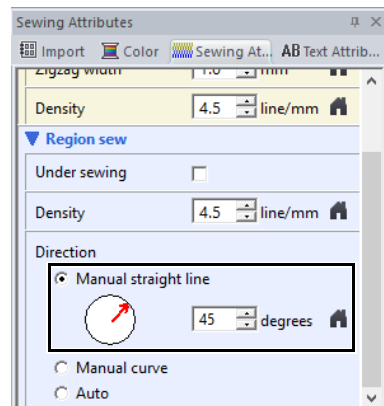 Sewing Attributes
Import Color Sewing At... AB Text Attrib...
Zigzag width 1.0 mm
Density 4.5 line/mm
Region sew
Under sewing
Density 4.5 line/mm
Direction
Manual straight line
45 degrees
Manual curve
Auto